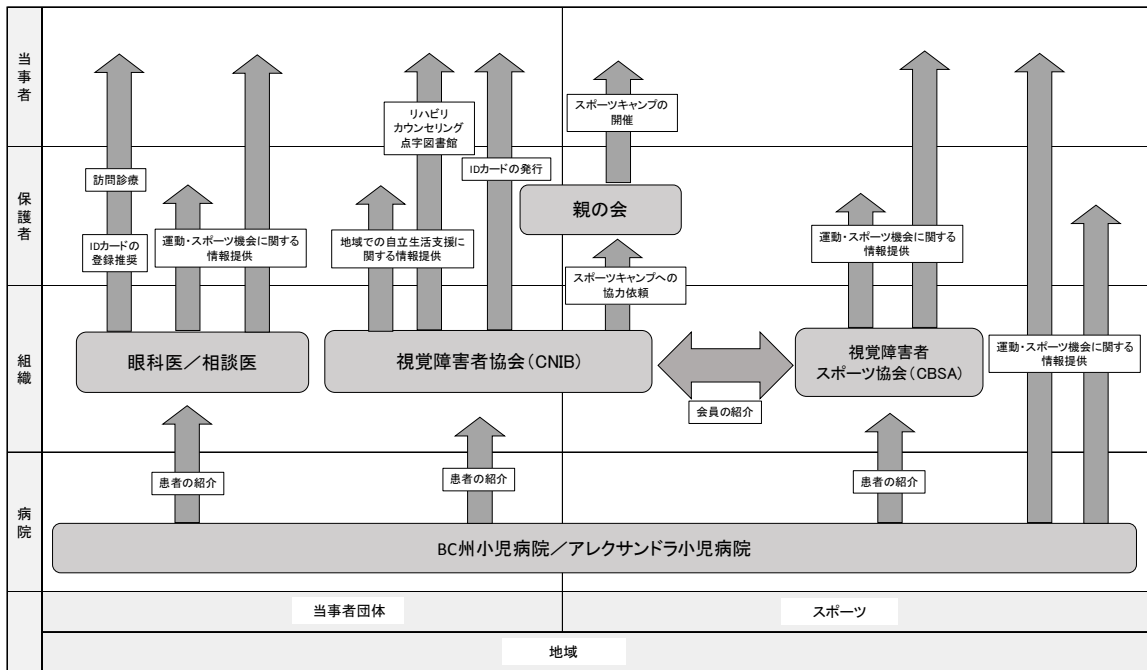 当事者
リハビリ
カウンセリング
点字図書館
スポーツキャンプの
開催
保護者
訪問診療
IDカードの発行
親の会
IDカードの
登録推奨
運動・スポーツ機会に関する
情報提供
地域での自立生活支援に
関する情報提供
スポーツキャンプへの
協力依頼
運動・スポーツ機会に関する
情報提供
組織
眼科医／相談医
視覚障害者協会(CNIB)
視覚障害者
スポーツ協会(CBSA)
運動・スポーツ機会に関する
情報提供
会員の紹介
病院
患者の紹介
患者の紹介
患者の紹介
BC州小児病院／アレクサンドラ小児病院
当事者団体
スポーツ
地域